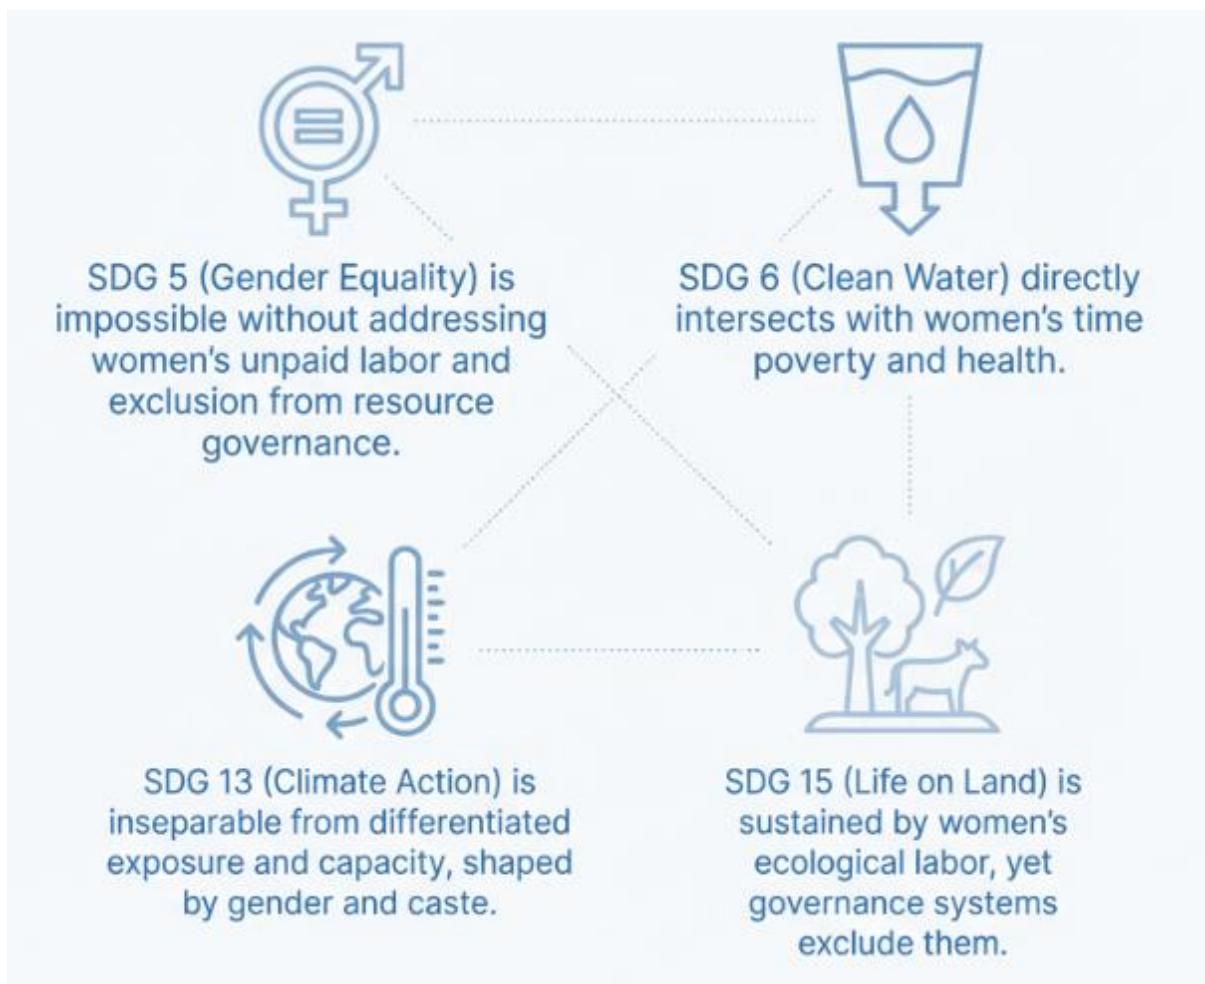 SDG 5 (Gender Equality) is
impossible without addressing
women's unpaid labor and
exclusion from resource
governance.
SDG 6 (Clean Water) directly
intersects with women's time
poverty and health.
SDG 13 (Climate Action) is
inseparable from differentiated
exposure and capacity, shaped
by gender and caste.
SDG 15 (Life on Land) is
sustained by women's
ecological labor, yet
governance systems
exclude them.